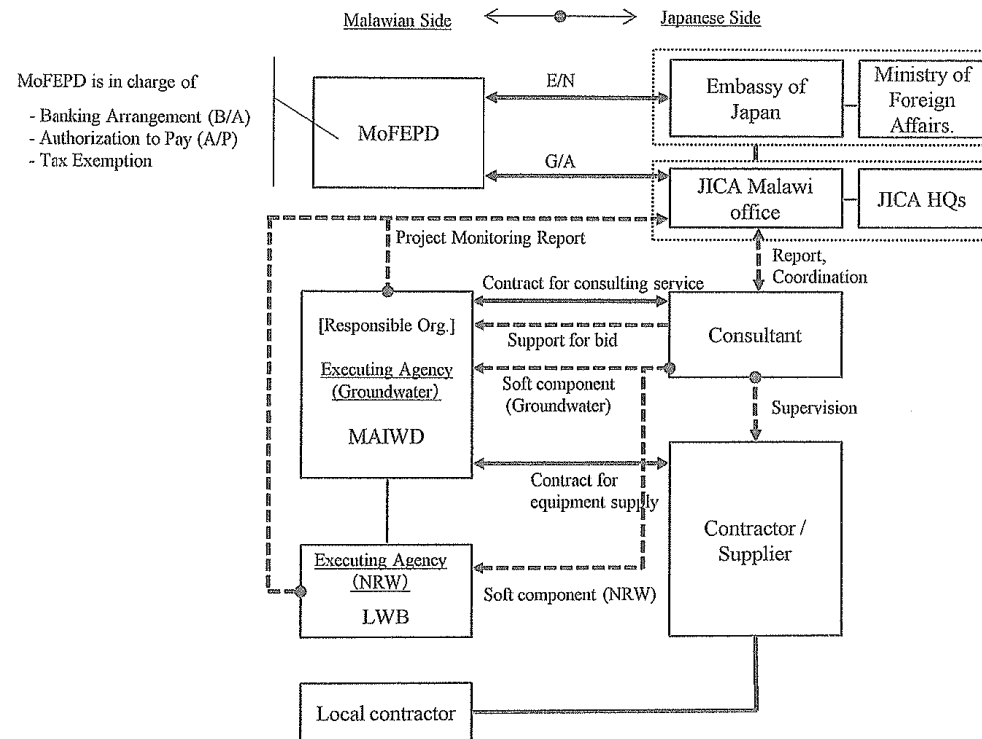 Malawian Side
Japanese Side
MoFEPD is in charge of
- Banking Arrangement (B/A)
- Authorization to Pay (A/P)
- Tax Exemption
MoFEPD
E/N
G/A
Embassy of
Japan
Ministry of
Foreign
Affairs.
JICA Malawi
office
JICA HQs
Project Monitoring Report
Report,
Coordination
Contract for consulting service
[Responsible Org.]
Executing Agency
(Groundwater)
MAIWD
Support for bid
Soft component
(Groundwater)
Consultant
Supervision
Contract for
equipment supply
Contractor /
Supplier
Executing Agency
(NRW)
LWB
Soft component (NRW)
Local contractor